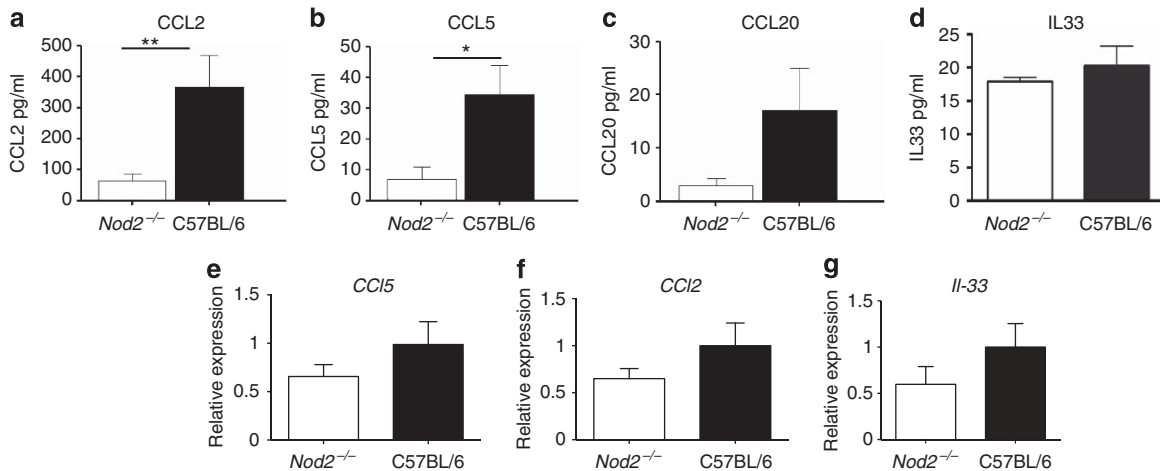 a
CCL2
CCL2 pg/ml
500
400
300
200
100
0
**
Nod2−/−
C57BL/6
b
CCL5
CCL5 pg/ml
50
40
30
20
10
0
*
Nod2−/−
C57BL/6
c
CCL20
CCL20 pg/ml
30
20
10
0
Nod2−/−
C57BL/6
d
IL33
IL33 pg/ml
25
20
15
10
5
0
Nod2−/−
C57BL/6
e
CCl5
Relative expression
1.5
1
0.5
0
Nod2−/−
C57BL/6
f
CCl2
Relative expression
1.5
1
0.5
0
Nod2−/−
C57BL/6
g
Il-33
Relative expression
1.5
1
0.5
0
Nod2−/−
C57BL/6